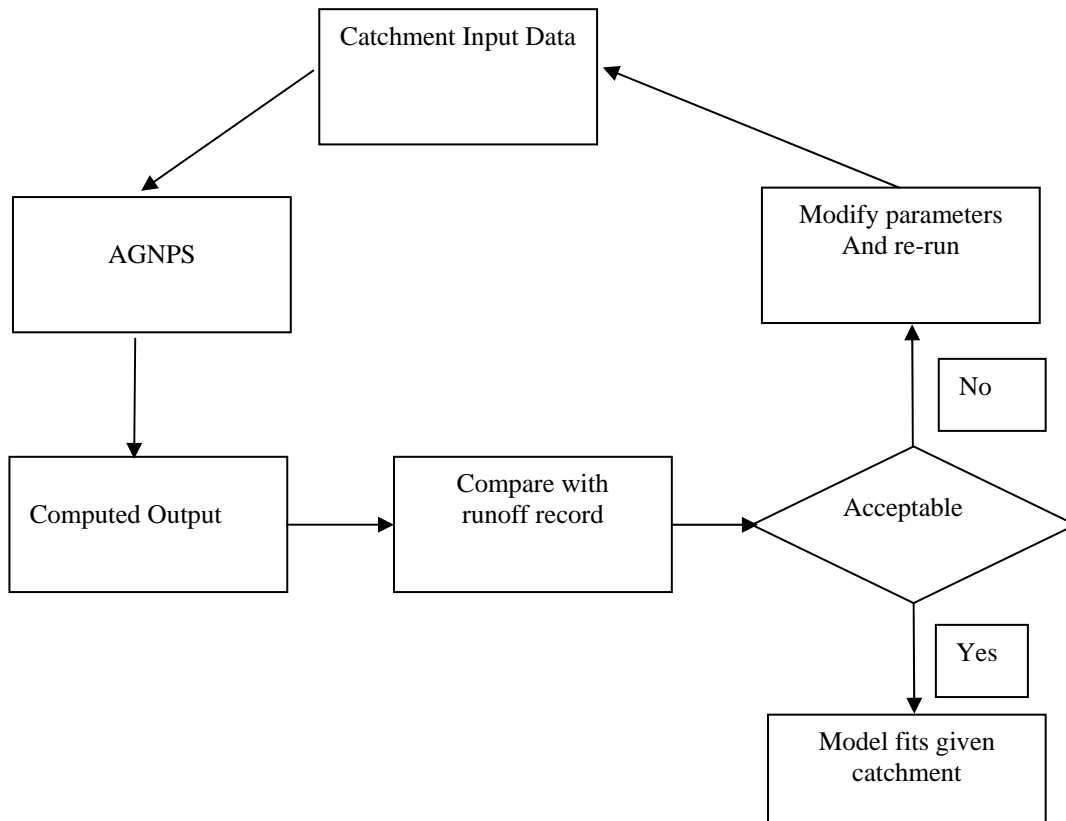 Catchment Input Data
AGNPS
Modify parameters
And re-run
No
Computed Output
Compare with
runoff record
Acceptable
Yes
Model fits given
catchment